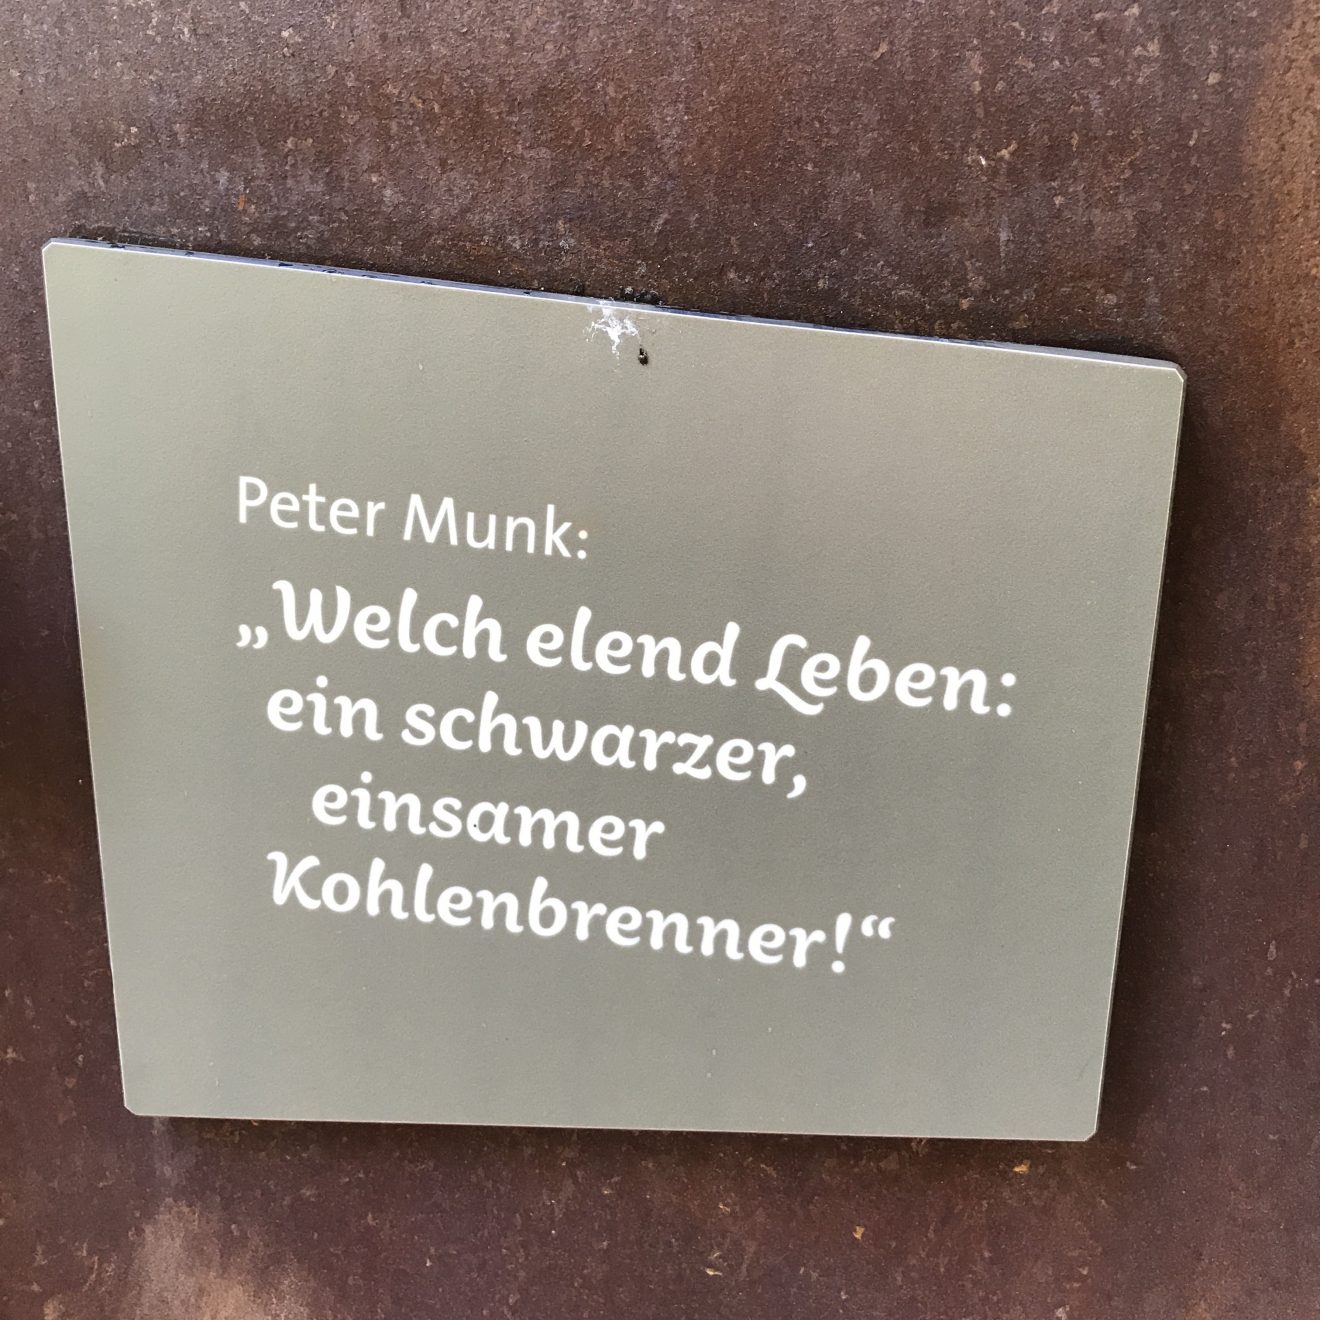 Peter Munk:
„Welch elend Leben:
ein schwarzer,
einsamer
Kohlenbrenner!“